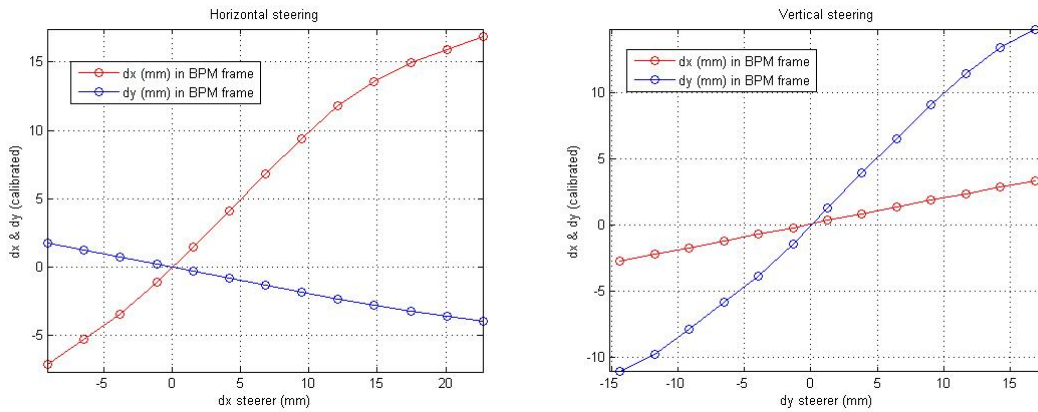 Horizontal steering
15
10
5
0
-5
dx & dy (calibrated)
dx (mm) in BPM frame
dy (mm) in BPM frame
-5
0
5
10
15
20
dx steerer (mm)
Vertical steering
10
5
0
-5
-10
dx & dy (calibrated)
dx (mm) in BPM frame
dy (mm) in BPM frame
-15
-10
-5
0
5
10
15
dy steerer (mm)